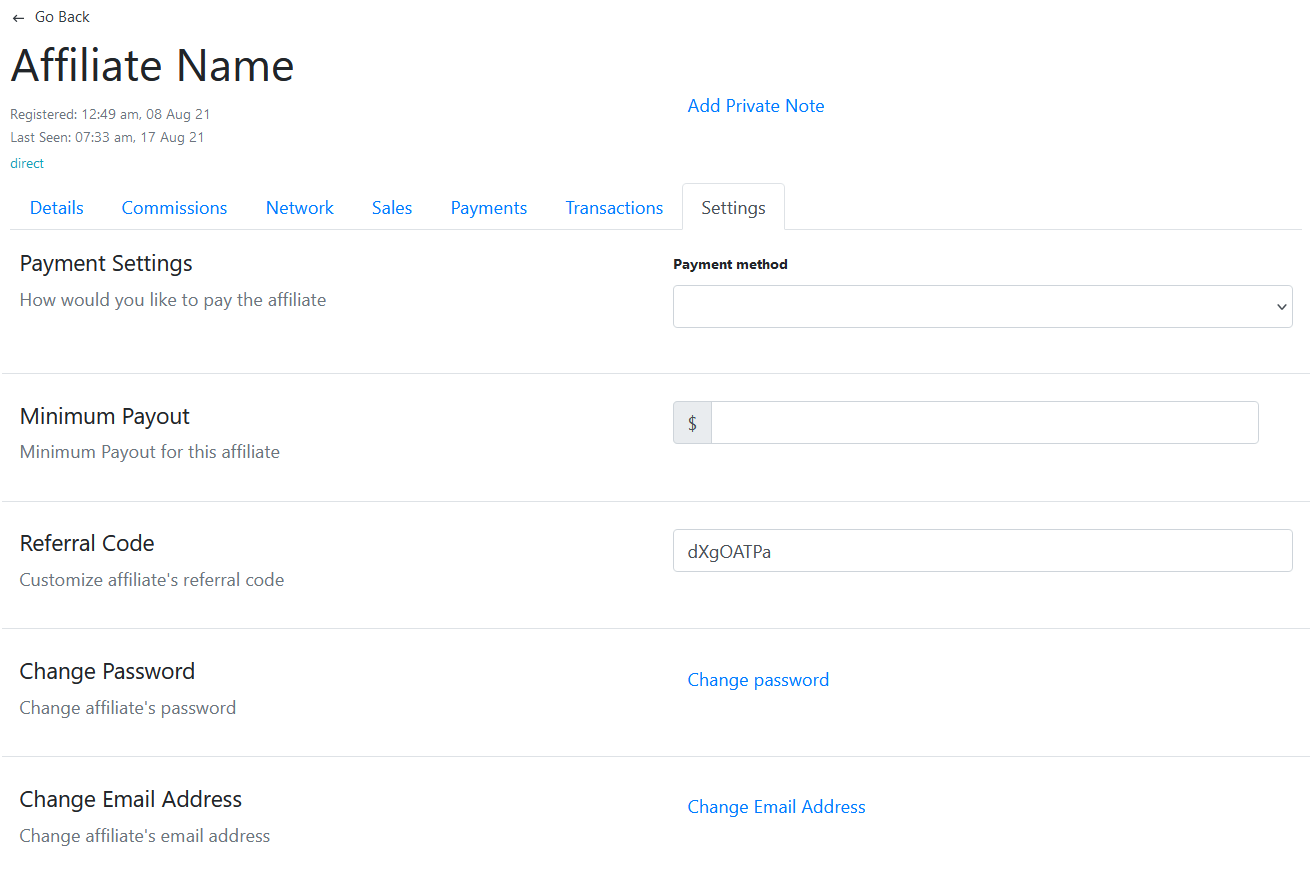 ← Go Back
Affiliate Name
Registered: 12:49 am, 08 Aug 21
Add Private Note
Last Seen: 07:33 am, 17 Aug 21
direct
Details Commissions Network Sales Payments Transactions Settings
Payment Settings
Payment method
How would you like to pay the affiliate
Minimum Payout
$
Minimum Payout for this affiliate
Referral Code
dXgOATPa
Customize affiliate's referral code
Change Password
Change password
Change affiliate's password
Change Email Address
Change Email Address
Change affiliate's email address